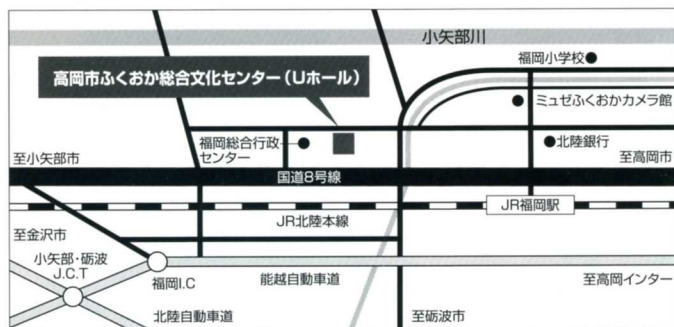 小矢部川
福岡小学校
高岡市ふくおか総合文化センター(Uホール)
ミュゼふくおかカメラ館
福岡総合行政
センター
北陸銀行
至小矢部市
至高岡市
国道8号線
JR福岡駅
JR北陸本線
至金沢市
小矢部・砺波
J.C.T
福岡I.C
能越自動車道
至高岡インター
北陸自動車道
至砺波市